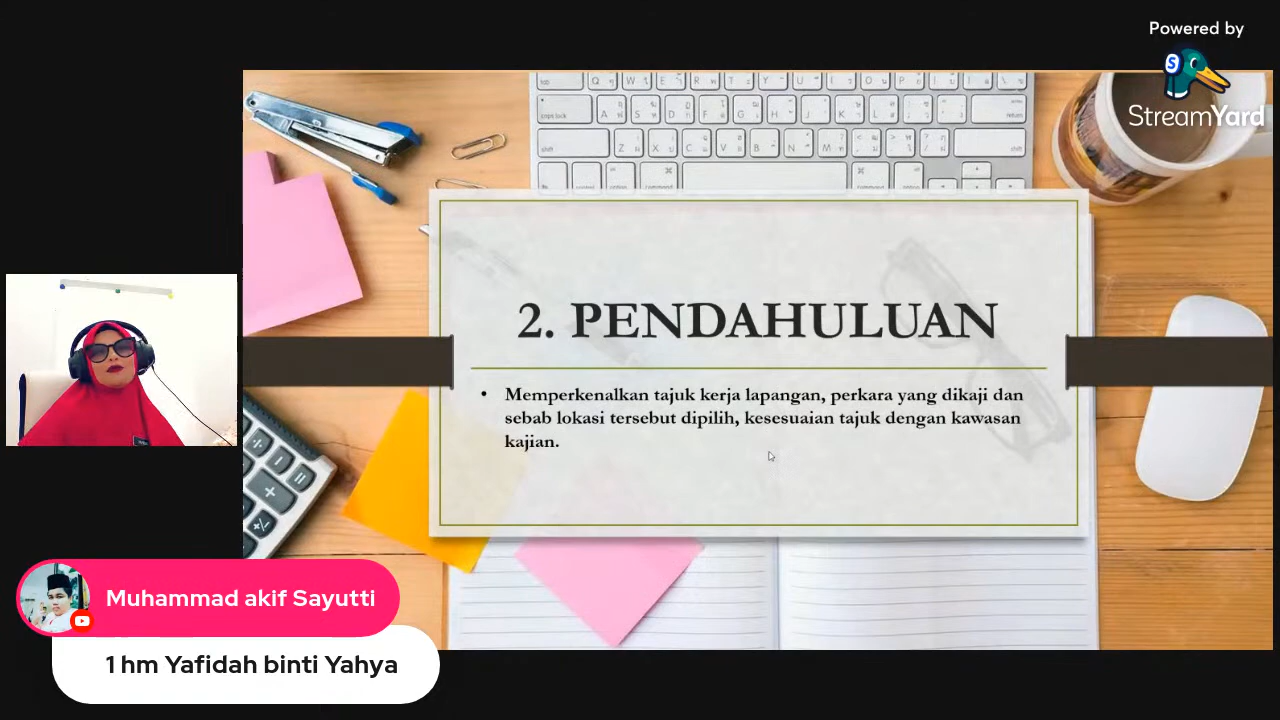 Powered by
StreamYard
2. PENDAHULUAN
• Memperkenalkan tajuk kerja lapangan, perkara yang dikaji dan
sebab lokasi tersebut dipilih, kesesuaian tajuk dengan kawasan
kajian.
Muhammad akif Sayutti
1 hm Yafidah binti Yahya